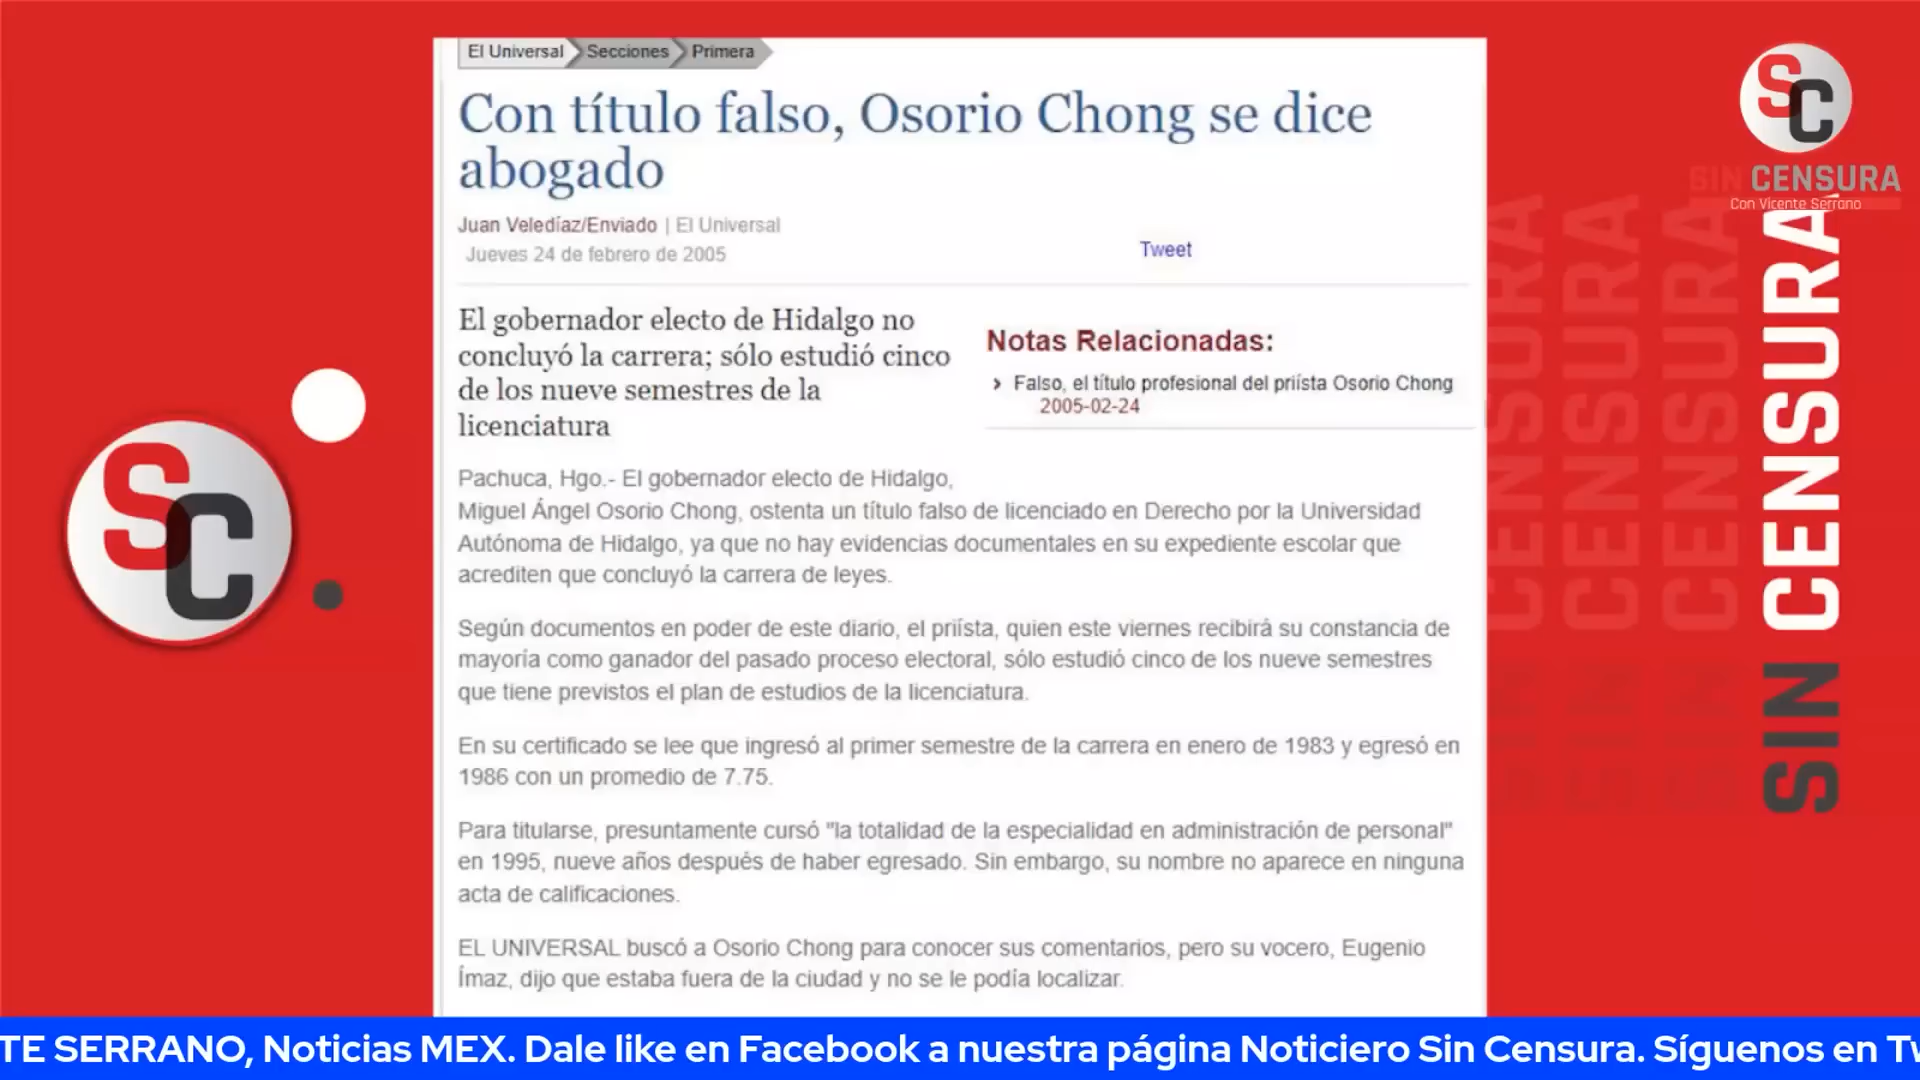 El Universal Secciones Primera
Con título falso, Osorio Chong se dice
abogado
Juan Veledíaz/Enviado | El Universal
Jueves 24 de febrero de 2005
Tweet
El gobernador electo de Hidalgo no
concluyó la carrera; sólo estudió cinco
de los nueve semestres de la
licenciatura
Notas Relacionadas:
› Falso, el título profesional del priísta Osorio Chong
2005-02-24
Pachuca, Hgo.- El gobernador electo de Hidalgo,
Miguel Ángel Osorio Chong, ostenta un título falso de licenciado en Derecho por la Universidad
Autónoma de Hidalgo, ya que no hay evidencias documentales en su expediente escolar que
acrediten que concluyó la carrera de leyes.
Según documentos en poder de este diario, el priísta, quien este viernes recibirá su constancia de
mayoría como ganador del pasado proceso electoral, sólo estudió cinco de los nueve semestres
que tiene previstos el plan de estudios de la licenciatura.
En su certificado se lee que ingresó al primer semestre de la carrera en enero de 1983 y egresó en
1986 con un promedio de 7.75.
Para titularse, presuntamente cursó "la totalidad de la especialidad en administración de personal"
en 1995, nueve años después de haber egresado. Sin embargo, su nombre no aparece en ninguna
acta de calificaciones.
EL UNIVERSAL buscó a Osorio Chong para conocer sus comentarios, pero su vocero, Eugenio
Ímaz, dijo que estaba fuera de la ciudad y no se le podía localizar.
SC
SC
SIN CENSURA
Con Vicente Serrano
SIN CENSURA
SIN CENSURA
SIN CENSURA
SIN CENSURA
TE SERRANO, Noticias MEX. Dale like en Facebook a nuestra página Noticiero Sin Censura. Síguenos en Tw